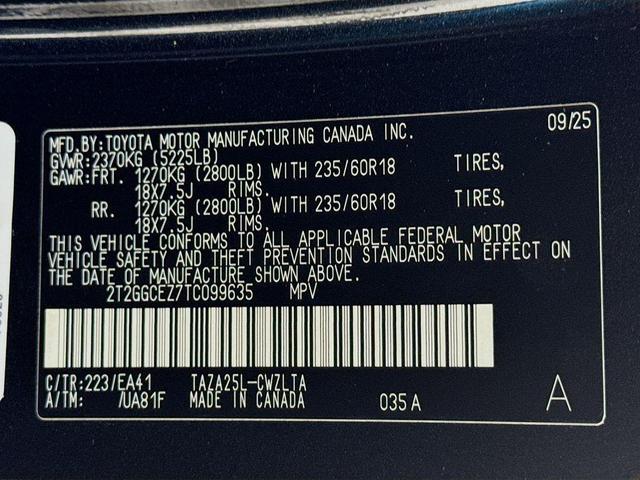 09/25
MFD.BY:TOYOTA MOTOR MANUFACTURING CANADA INC.
GVWR:2370KG (5225LB)
GAWR:FRT. 1270KG (2800LB) WITH 235/60R18 TIRES,
18X7.5J RIMS.
RR. 1270KG (2800LB) WITH 235/60R18 TIRES,
18X7.5J RIMS.
THIS VEHICLE CONFORMS TO ALL APPLICABLE FEDERAL MOTOR
VEHICLE SAFETY AND THEFT PREVENTION STANDARDS IN EFFECT ON
THE DATE OF MANUFACTURE SHOWN ABOVE.
2T2GGCEZ7TC099635 MPV
C/TR:223/EA41 TAZA25L-CWZLTA
A/TM: /UA81F MADE IN CANADA 035A A